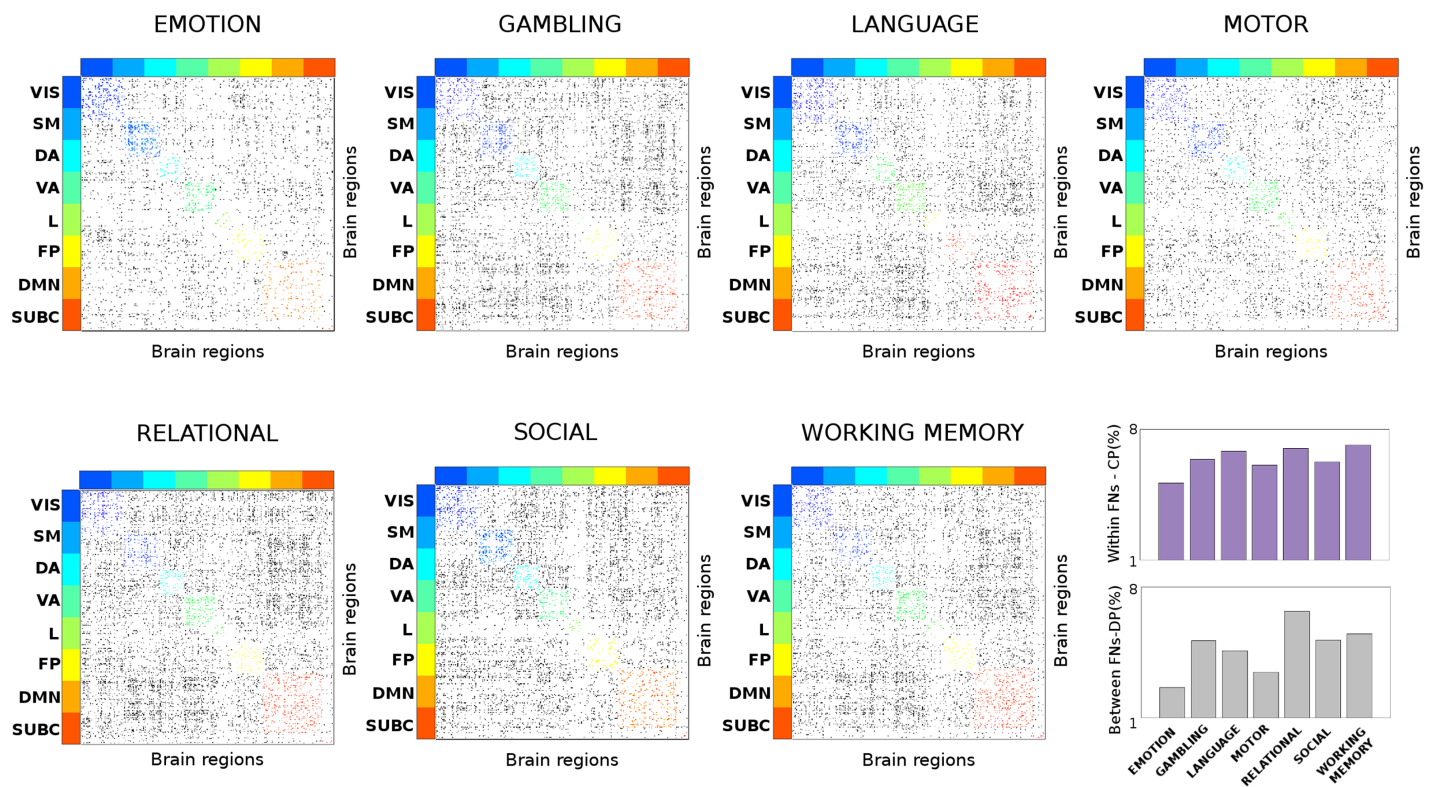 EMOTION
GAMBLING
LANGUAGE
MOTOR
VIS
SM
DA
VA
L
FP
DMN
SUBC
Brain regions
Brain regions
VIS
SM
DA
VA
L
FP
DMN
SUBC
Brain regions
Brain regions
VIS
SM
DA
VA
L
FP
DMN
SUBC
Brain regions
Brain regions
VIS
SM
DA
VA
L
FP
DMN
SUBC
Brain regions
Brain regions
RELATIONAL
SOCIAL
WORKING MEMORY
VIS
SM
DA
VA
L
FP
DMN
SUBC
Brain regions
Brain regions
VIS
SM
DA
VA
L
FP
DMN
SUBC
Brain regions
Brain regions
VIS
SM
DA
VA
L
FP
DMN
SUBC
Brain regions
Brain regions
Within FNs - CP(%)
8
1
Between FNs-DP(%)
8
1
EMOTION
GAMBLING
LANGUAGE
MOTOR
RELATIONAL
SOCIAL
WORKING
MEMORY